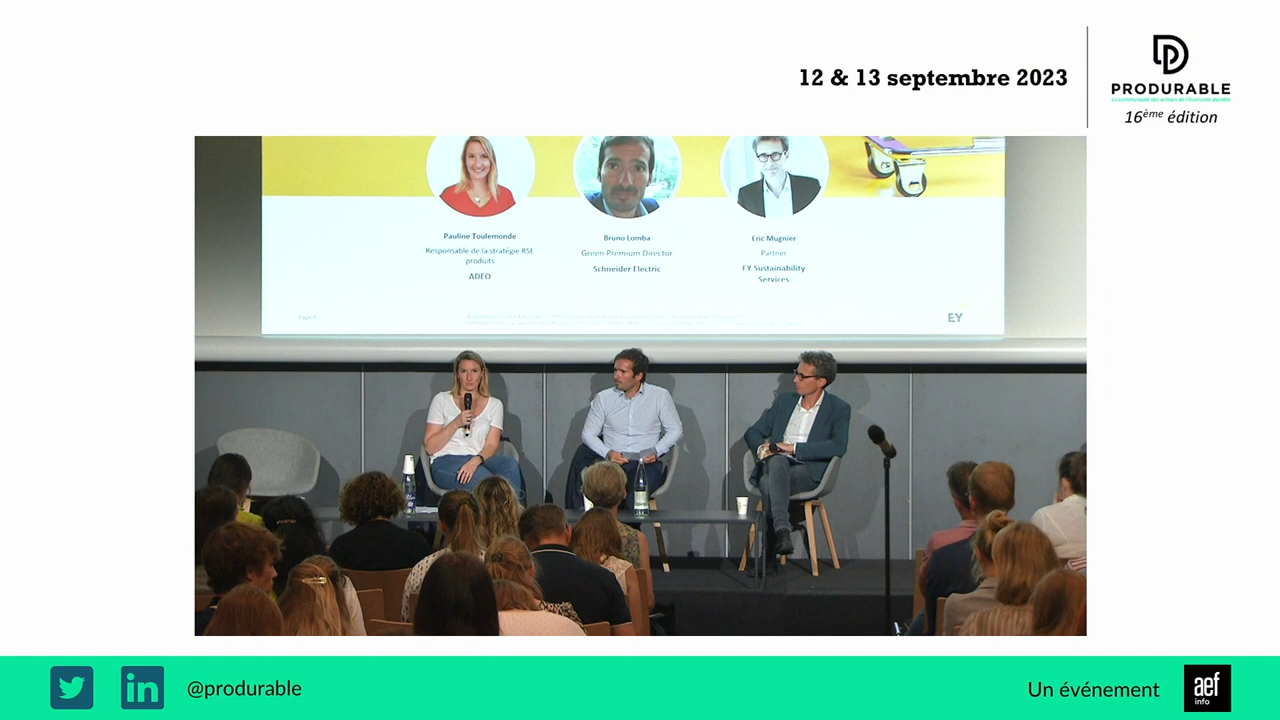 12 & 13 septembre 2023
PRODURABLE
16ème édition
Pauline Toulemonde
Responsable de la stratégie RSE
produits
ADEO
Bruno Lomba
Green Premium Director
Schneider Electric
Eric Mugnier
Partner
EY Sustainability
Services
EY
@produrable
Un événement
aef
info